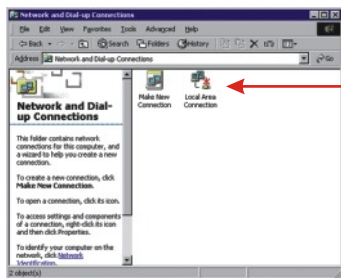 Network and Dial-up Connections
File Edit View Favorites Tools Advanced Help
Back Search Folders History
Address Network and Dial-up Connections Go
Network and Dial-
up Connections
This folder contains network
connections for this computer, and
a wizard to help you create a new
connection.
To create a new connection, click
Make New Connection.
To open a connection, click its icon.
To access settings and components
of a connection, right-click its icon
and then click Properties.
To identify your computer on the
network, click Network
Identification.
Make New
Connection
Local Area
Connection
2 object(s)